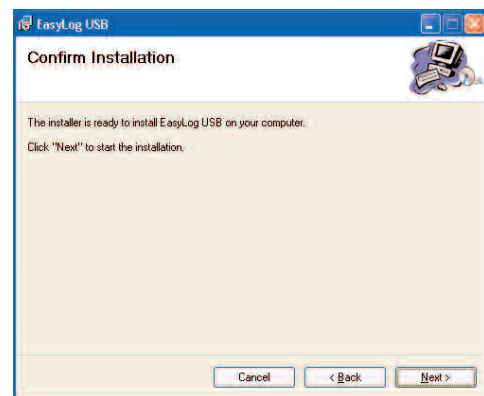 EasyLog USB
Confirm Installation
The installer is ready to install EasyLog USB on your computer.
Click "Next" to start the installation.
Cancel
< Back
Next >